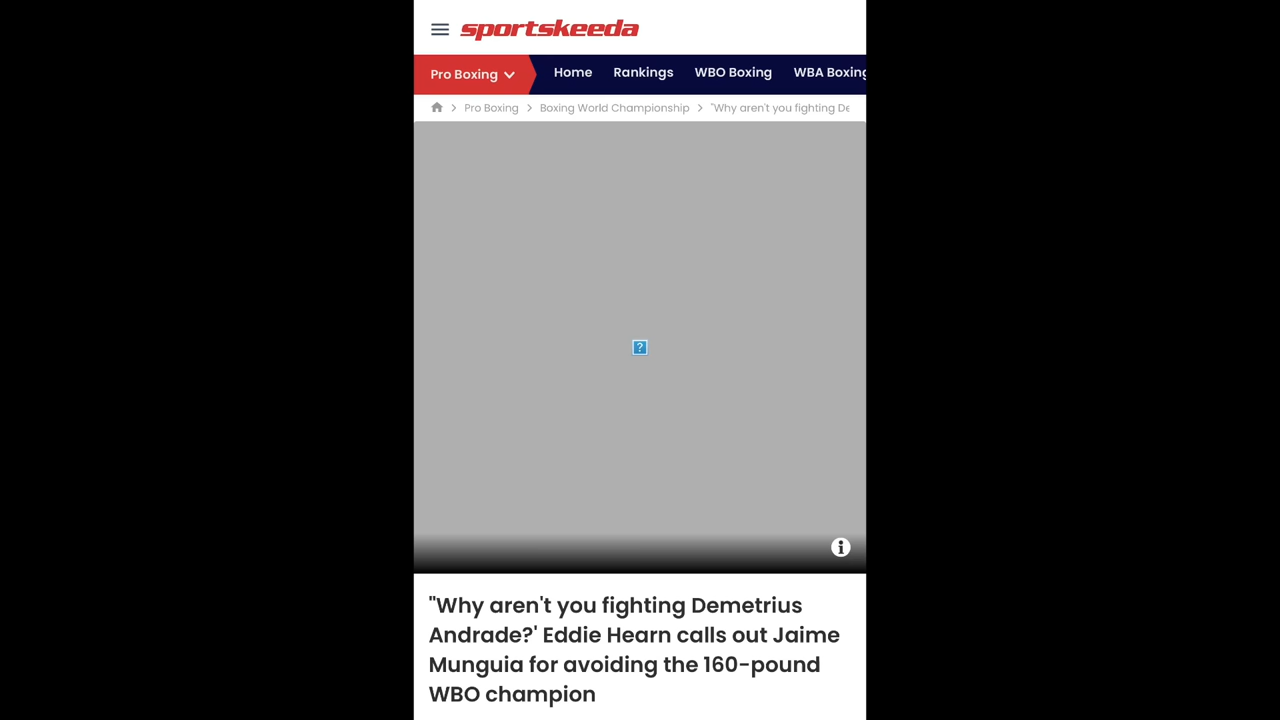 sportskeeda
Pro Boxing Home Rankings WBO Boxing WBA Boxing
Pro Boxing Boxing World Championship "Why aren't you fighting De
?
i
"Why aren't you fighting Demetrius
Andrade?' Eddie Hearn calls out Jaime
Munguia for avoiding the 160-pound
WBO champion